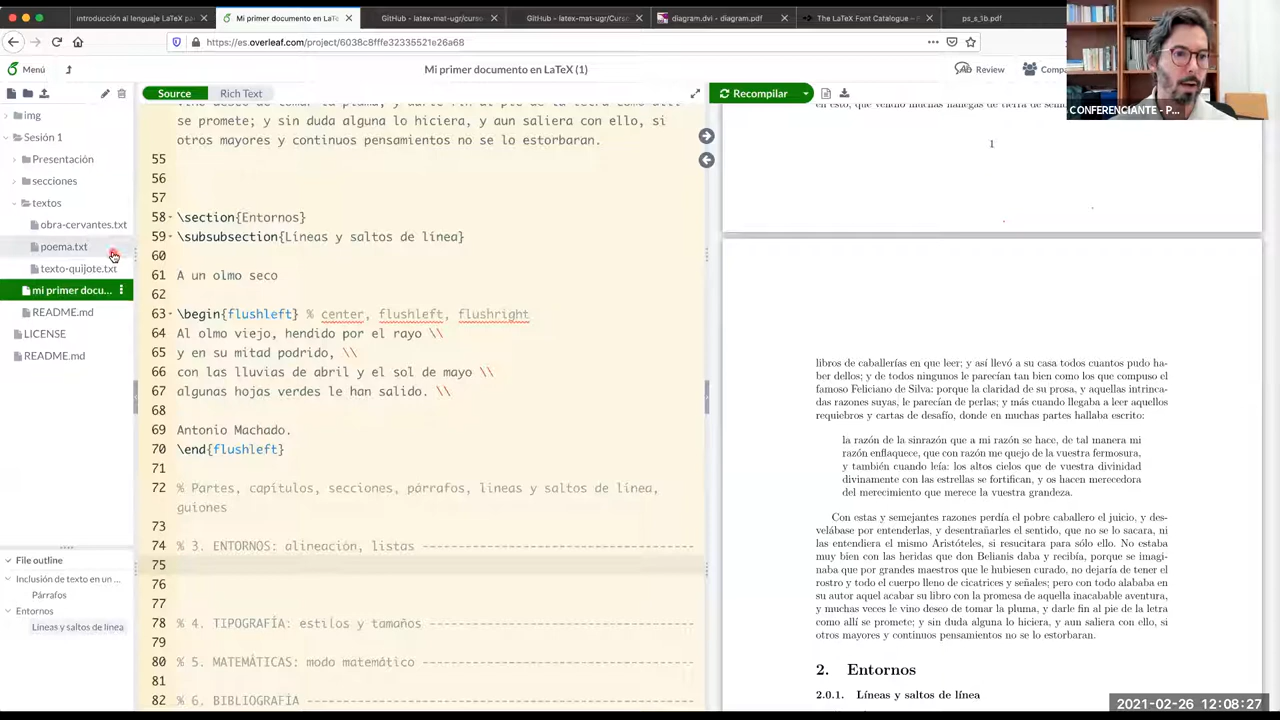 introducción al lenguaje LaTeX pa
Mi primer documento en LaTe
GitHub - latex-mat-ugr/curso
GitHub - latex-mat-ugr/Curso:
diagram.dvi - diagram.pdf
The LaTeX Font Catalogue –
ps_s_1b.pdf
https://es.overleaf.com/project/6038c8fffe32335521e26a68
Menú
Mi primer documento en LaTeX (1)
Review
Comp
Source
Rich Text
Recompilar
CONFERENCIANTE - P...
img
Sesión 1
Presentación
secciones
textos
obra-cervantes.txt
poema.txt
texto-quijote.txt
mi primer docu...
README.md
LICENSE
README.md
File outline
Inclusión de texto en un ...
Párrafos
Entornos
Líneas y saltos de línea
se promete; y sin duda alguna lo hiciera, y aun saliera con ello, si
otros mayores y continuos pensamientos no se lo estorbaran.
55
56
57
58 \section{Entornos}
59 \subsubsection{Líneas y saltos de línea}
60
61 A un olmo seco
62
63 \begin{flushleft} % center, flushleft, flushright
64 Al olmo viejo, hendido por el rayo \\
65 y en su mitad podrido, \\
66 con las lluvias de abril y el sol de mayo \\
67 algunas hojas verdes le han salido. \\
68
69 Antonio Machado.
70 \end{flushleft}
71
72 % Partes, capítulos, secciones, párrafos, líneas y saltos de línea,
guiones
73
74 % 3. ENTORNOS: alineación, listas ----------------------------------
75
76
77
78 % 4. TIPOGRAFÍA: estilos y tamaños ---------------------------------
79
80 % 5. MATEMÁTICAS: modo matemático ----------------------------------
81
82 % 6. BIBLIOGRAFÍA --------------------------------------------------
1
libros de caballerías en que leer; y así llevó a su casa todos cuantos pudo ha-
ber dellos; y de todos ningunos le parecían tan bien como los que compuso el
famoso Feliciano de Silva: porque la claridad de su prosa, y aquellas intrinca-
das razones suyas, le parecían de perlas; y más cuando llegaba a leer aquellos
requiebros y cartas de desafío, donde en muchas partes hallaba escrito:
la razón de la sinrazón que a mi razón se hace, de tal manera mi
razón enflaquece, que con razón me quejo de la vuestra fermosura,
y también cuando leía: los altos cielos que de vuestra divinidad
divinamente con las estrellas se fortifican, y os hacen merecedora
del merecimiento que merece la vuestra grandeza.
Con estas y semejantes razones perdía el pobre caballero el juicio, y des-
velábase por entenderlas, y desentrañarles el sentido, que no se lo sacara, ni
las entendiera el mismo Aristóteles, si resucitara para sólo ello. No estaba
muy bien con las heridas que don Belianis daba y recibía, porque se imagi-
naba que por grandes maestros que le hubiesen curado, no dejaría de tener el
rostro y todo el cuerpo lleno de cicatrices y señales; pero con todo alababa en
su autor aquel acabar su libro con la promesa de aquella inacabable aventura,
y muchas veces le vino deseo de tomar la pluma, y darle fin al pie de la letra
como allí se promete; y sin duda alguna lo hiciera, y aun saliera con ello, si
otros mayores y continuos pensamientos no se lo estorbaran.
2. Entornos
2.0.1. Líneas y saltos de línea
2021-02-26 12:08:27